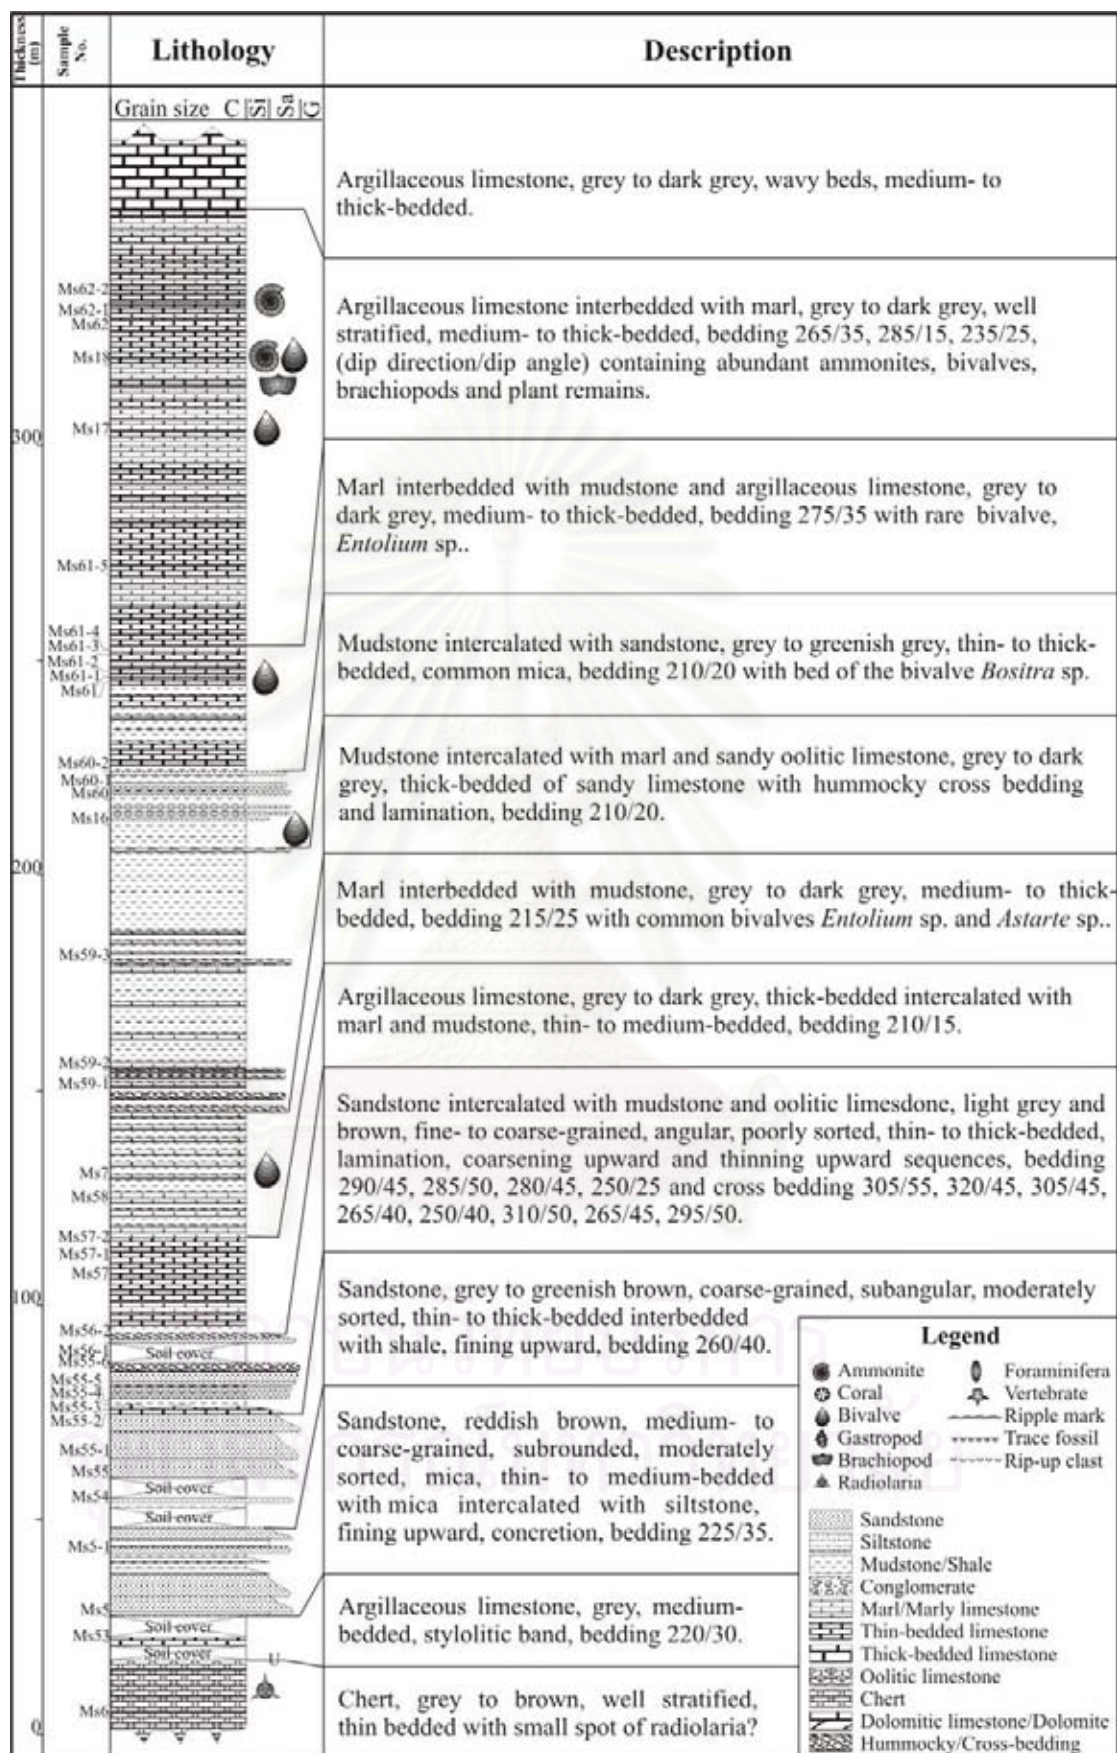 Thickness (m)
Sample No.
Lithology
Description
Grain size C Si Sa G
Argillaceous limestone, grey to dark grey, wavy beds, medium- to
thick-bedded.
Argillaceous limestone interbedded with marl, grey to dark grey, well
stratified, medium- to thick-bedded, bedding 265/35, 285/15, 235/25,
(dip direction/dip angle) containing abundant ammonites, bivalves,
brachiopods and plant remains.
Marl interbedded with mudstone and argillaceous limestone, grey to
dark grey, medium- to thick-bedded, bedding 275/35 with rare bivalve,
Entolium sp..
Mudstone intercalated with sandstone, grey to greenish grey, thin- to thick-
bedded, common mica, bedding 210/20 with bed of the bivalve Bositra sp.
Mudstone intercalated with marl and sandy oolitic limestone, grey to dark
grey, thick-bedded of sandy limestone with hummocky cross bedding
and lamination, bedding 210/20.
Marl interbedded with mudstone, grey to dark grey, medium- to thick-
bedded, bedding 215/25 with common bivalves Entolium sp. and Astarte sp..
Argillaceous limestone, grey to dark grey, thick-bedded intercalated with
marl and mudstone, thin- to medium-bedded, bedding 210/15.
Sandstone intercalated with mudstone and oolitic limesdone, light grey and
brown, fine- to coarse-grained, angular, poorly sorted, thin- to thick-bedded,
lamination, coarsening upward and thinning upward sequences, bedding
290/45, 285/50, 280/45, 250/25 and cross bedding 305/55, 320/45, 305/45,
265/40, 250/40, 310/50, 265/45, 295/50.
Sandstone, grey to greenish brown, coarse-grained, subangular, moderately
sorted, thin- to thick-bedded interbedded
with shale, fining upward, bedding 260/40.
Sandstone, reddish brown, medium- to
coarse-grained, subrounded, moderately
sorted, mica, thin- to medium-bedded
with mica intercalated with siltstone,
fining upward, concretion, bedding 225/35.
Argillaceous limestone, grey, medium-
bedded, stylolitic band, bedding 220/30.
Chert, grey to brown, well stratified,
thin bedded with small spot of radiolaria?
Ms62-2
Ms62-1
Ms62
Ms18
300
Ms17
Ms61-5
Ms61-4
Ms61-3
Ms61-2
Ms61-1
Ms61
Ms60-2
Ms60-1
Ms60
Ms16
200
Ms59-3
Ms59-2
Ms59-1
Ms7
Ms58
Ms57-2
Ms57-1
Ms57
100
Ms56-2
Ms56-1
Soil cover
Ms55-6
Ms55-5
Ms55-4
Ms55-3
Ms55-2
Ms55-1
Ms55
Soil cover
Ms54
Soil cover
Ms5-1
Ms5
Soil cover
Ms53
Soil cover
U
Ms6
0
Legend
Ammonite
Coral
Bivalve
Gastropod
Brachiopod
Radiolaria
Foraminifera
Vertebrate
Ripple mark
Trace fossil
Rip-up clast
Sandstone
Siltstone
Mudstone/Shale
Conglomerate
Marl/Marly limestone
Thin-bedded limestone
Thick-bedded limestone
Oolitic limestone
Chert
Dolomitic limestone/Dolomite
Hummocky/Cross-bedding